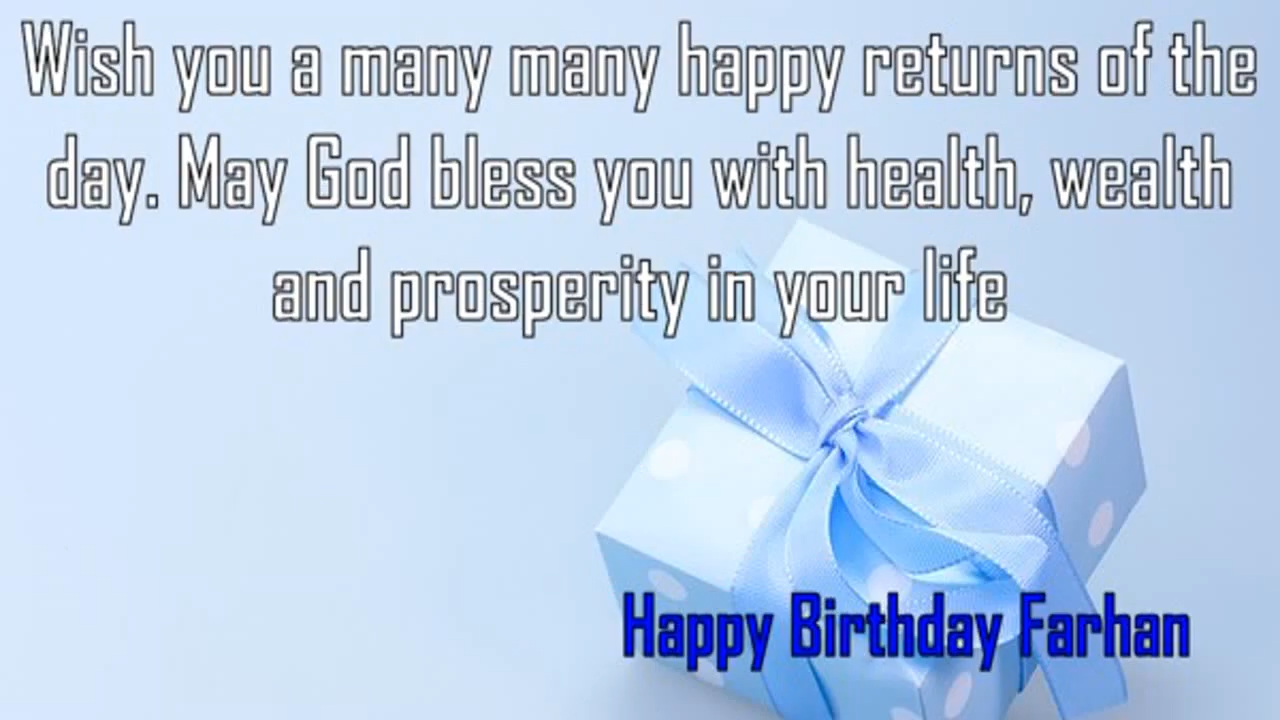 Wish you a many many happy returns of the
day. May God bless you with health, wealth
and prosperity in your life
Happy Birthday Farhan